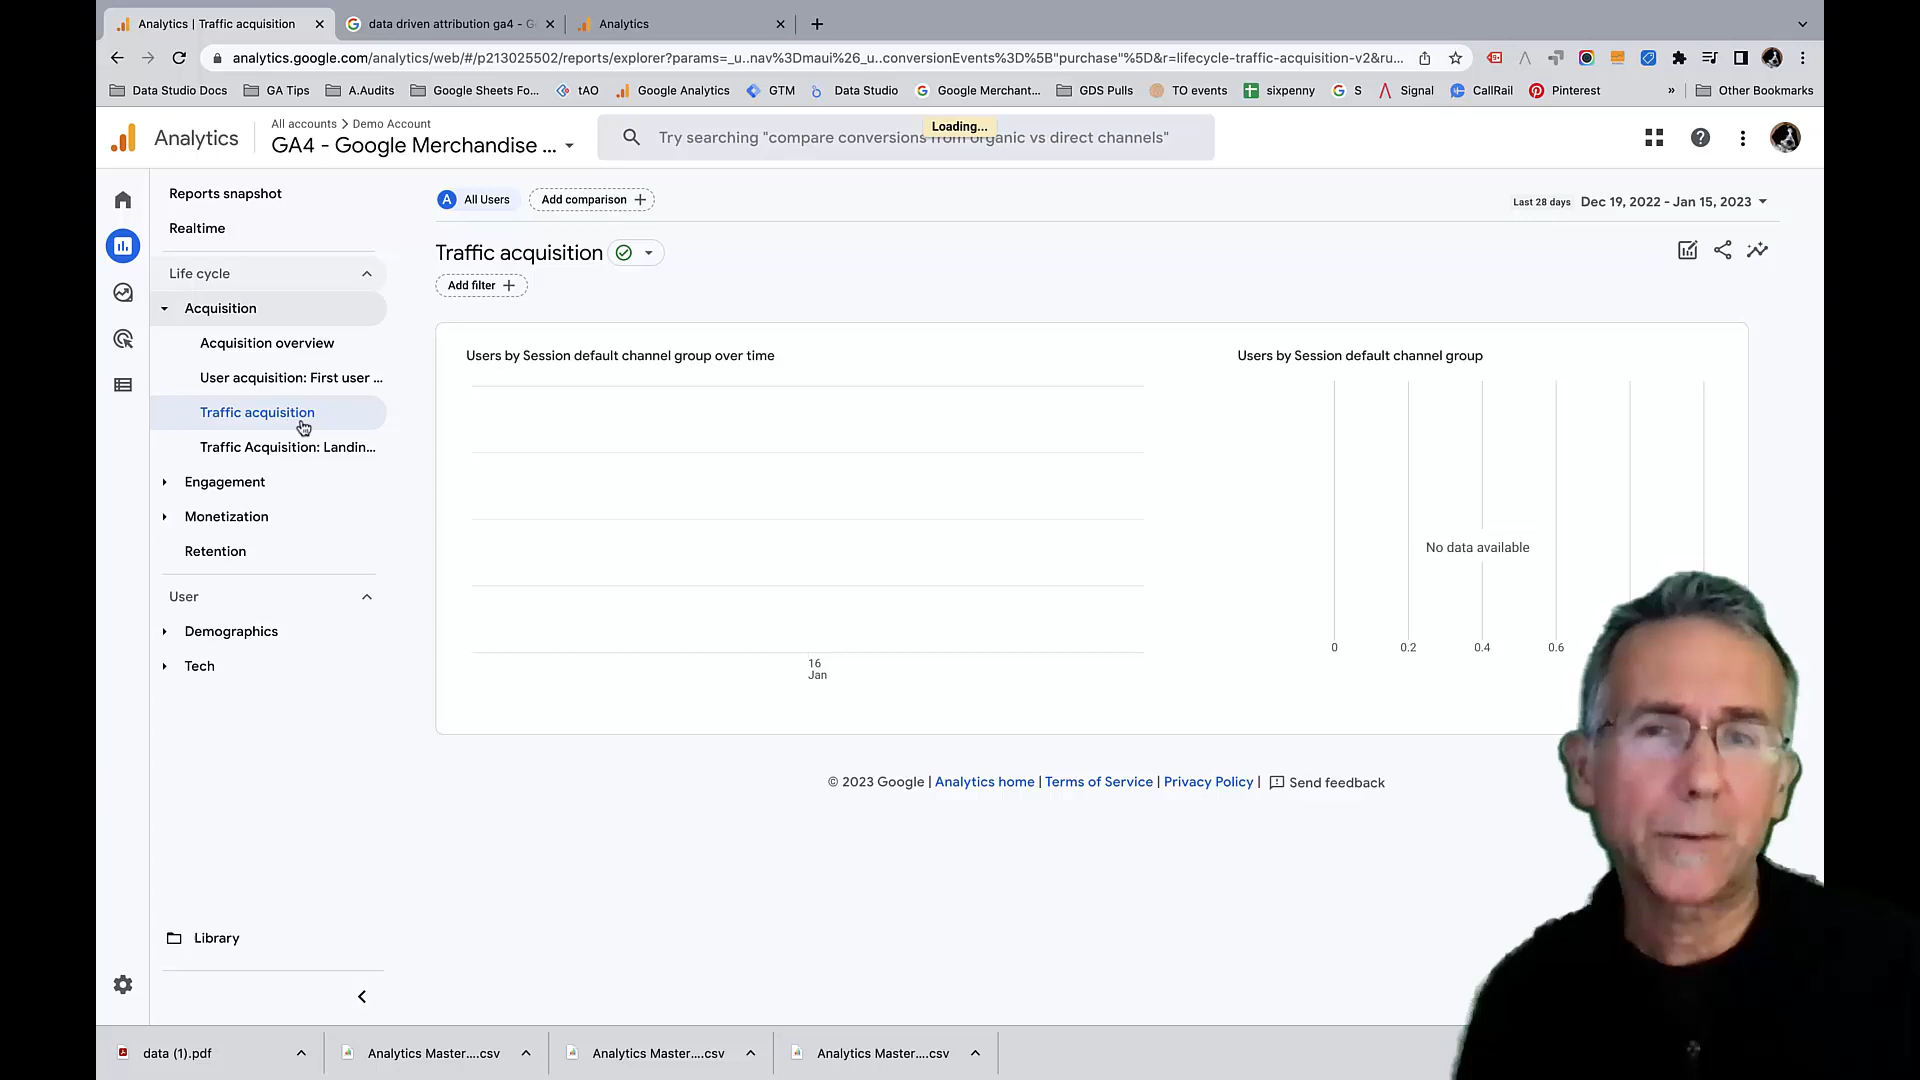 Analytics | Traffic acquisition
data driven attribution ga4 - G
Analytics
analytics.google.com/analytics/web/#/p213025502/reports/explorer?params=_u..nav%3Dmaui%26_u..conversionEvents%3D%5B"purchase"%5D&r=lifecycle-traffic-acquisition-v2&ru...
Data Studio Docs
GA Tips
A.Audits
Google Sheets Fo...
tAO
Google Analytics
GTM
Data Studio
Google Merchant...
GDS Pulls
TO events
sixpenny
S
Signal
CallRail
Pinterest
»
Other Bookmarks
Analytics
All accounts > Demo Account
GA4 - Google Merchandise ...
Loading...
Try searching "compare conversions from organic vs direct channels"
Reports snapshot
Realtime
Life cycle
Acquisition
Acquisition overview
User acquisition: First user ...
Traffic acquisition
Traffic Acquisition: Landin...
Engagement
Monetization
Retention
User
Demographics
Tech
Library
A All Users
Add comparison +
Last 28 days Dec 19, 2022 - Jan 15, 2023
Traffic acquisition
Add filter +
Users by Session default channel group over time
16
Jan
Users by Session default channel group
No data available
0 0.2 0.4 0.6
© 2023 Google | Analytics home | Terms of Service | Privacy Policy | Send feedback
data (1).pdf
Analytics Master....csv
Analytics Master....csv
Analytics Master....csv